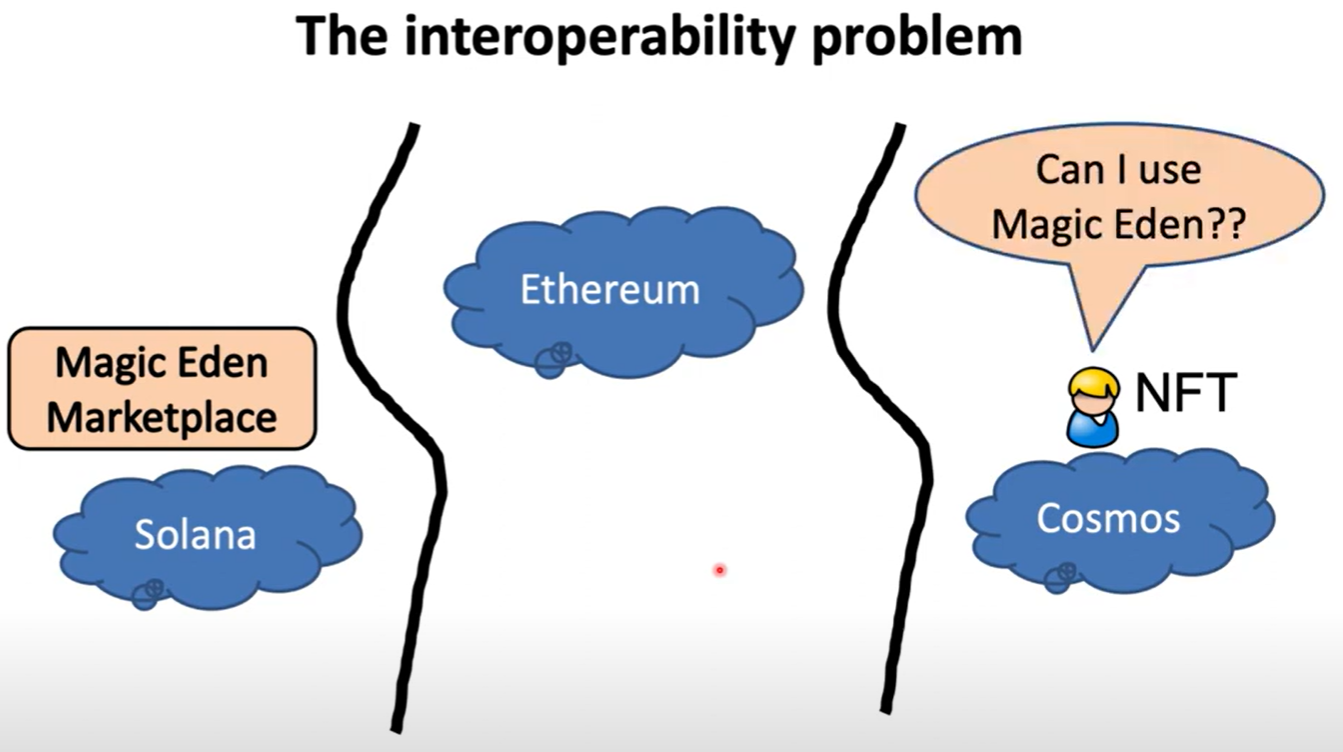 The interoperability problem
Magic Eden
Marketplace
Solana
Ethereum
Can I use
Magic Eden??
NFT
Cosmos